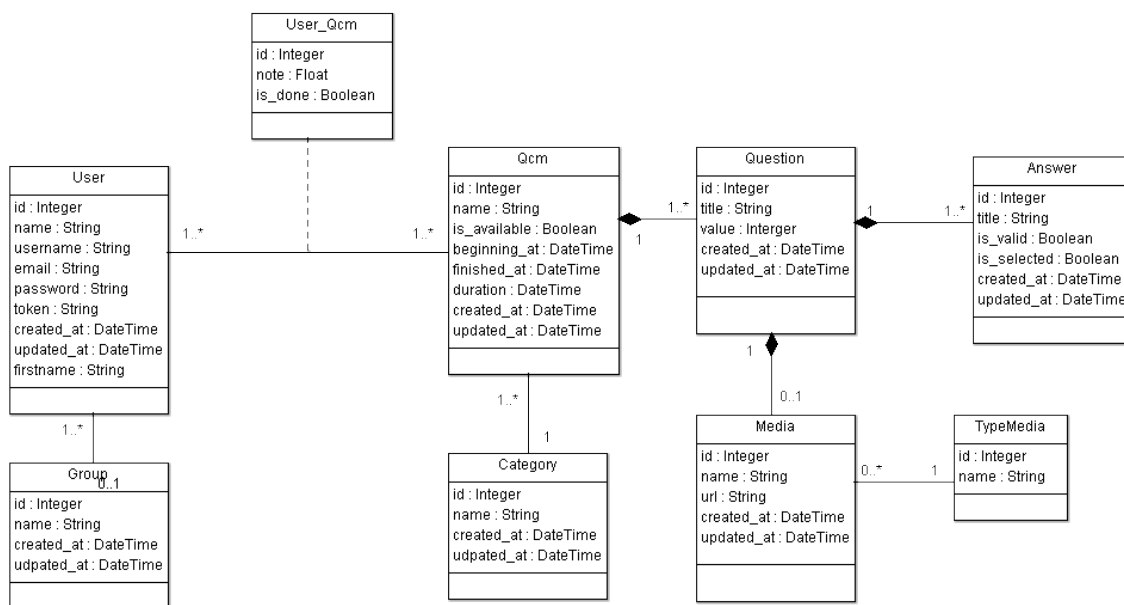 User_Qcm
id : Integer
note : Float
is_done : Boolean
User
id : Integer
name : String
username : String
email : String
password : String
token : String
created_at : DateTime
updated_at : DateTime
firstname : String
1..*
1..*
Qcm
id : Integer
name : String
is_available : Boolean
beginning_at : DateTime
finished_at : DateTime
duration : DateTime
created_at : DateTime
updated_at : DateTime
1..*
1
Question
id : Integer
title : String
value : Interger
created_at : DateTime
updated_at : DateTime
1
1..*
Answer
id : Integer
title : String
is_valid : Boolean
is_selected : Boolean
created_at : DateTime
updated_at : DateTime
1..*
0..1
Group
id : Integer
name : String
created_at : DateTime
udpated_at : DateTime
1..*
1
Category
id : Integer
name : String
created_at : DateTime
udpated_at : DateTime
1
0..1
Media
id : Integer
name : String
url : String
created_at : DateTime
updated_at : DateTime
0..*
1
TypeMedia
id : Integer
name : String